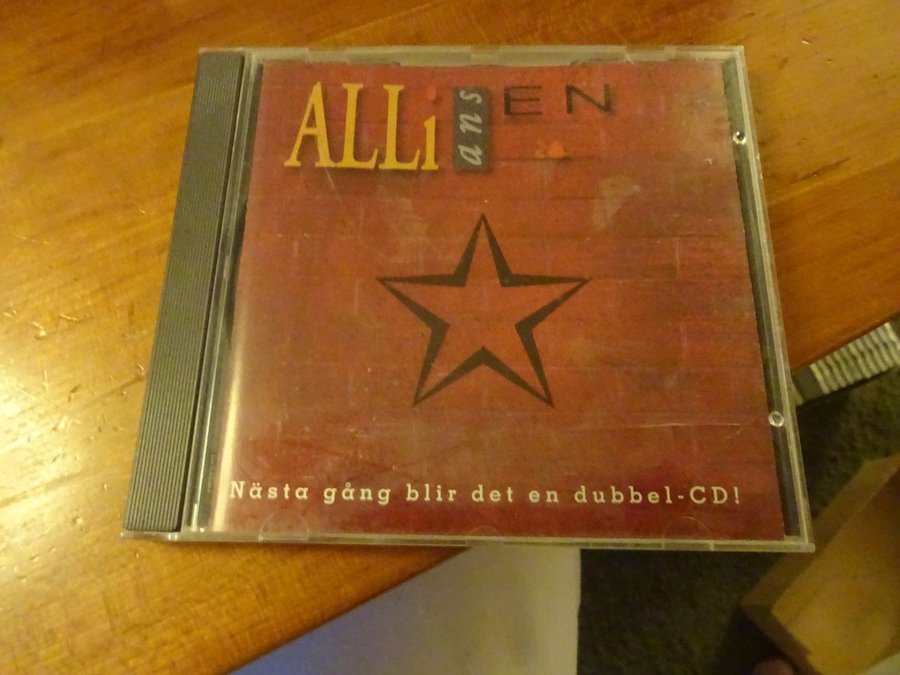 ALLiansEN
Nästa gång blir det en dubbel-CD!